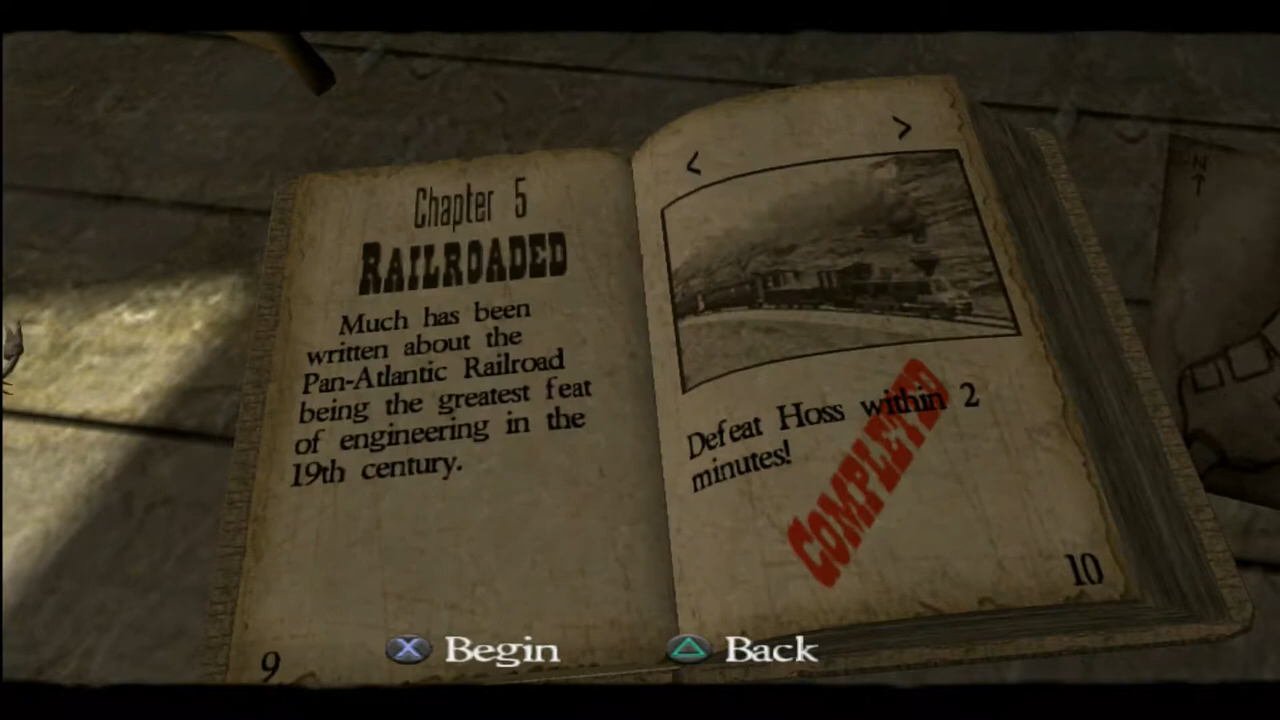 Chapter 5
RAILROADED
Much has been
written about the
Pan-Atlantic Railroad
being the greatest feat
of engineering in the
19th century.
9
< >
Defeat Hoss within 2
minutes!
COMPLETED
10
N
X Begin
Back